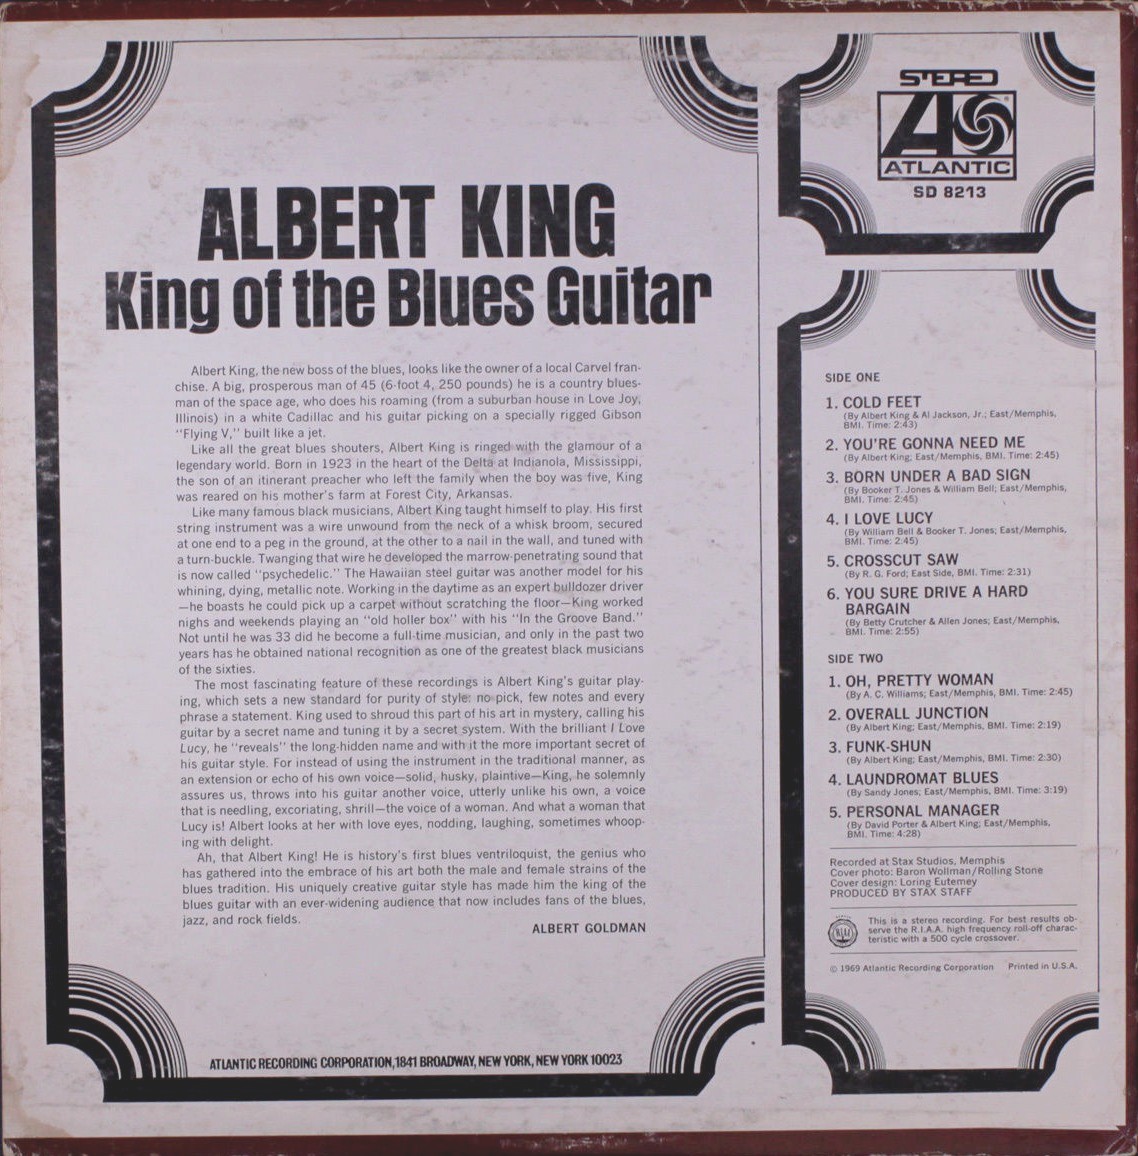 ALBERT KING
King of the Blues Guitar
Albert King, the new boss of the blues, looks like the owner of a local Carvel fran-
chise. A big, prosperous man of 45 (6-foot 4, 250 pounds) he is a country blues-
man of the space age, who does his roaming (from a suburban house in Love Joy,
Illinois) in a white Cadillac and his guitar picking on a specially rigged Gibson
"Flying V," built like a jet.
Like all the great blues shouters, Albert King is ringed with the glamour of a
legendary world. Born in 1923 in the heart of the Delta at Indianola, Mississippi,
the son of an itinerant preacher who left the family when the boy was five, King
was reared on his mother's farm at Forest City, Arkansas.
Like many famous black musicians, Albert King taught himself to play. His first
string instrument was a wire unwound from the neck of a whisk broom, secured
at one end to a peg in the ground, at the other to a nail in the wall, and tuned with
a turn-buckle. Twanging that wire he developed the marrow-penetrating sound that
is now called "psychedelic." The Hawaiian steel guitar was another model for his
whining, dying, metallic note. Working in the daytime as an expert bulldozer driver
—he boasts he could pick up a carpet without scratching the floor—King worked
nighs and weekends playing an "old holler box" with his "In the Groove Band."
Not until he was 33 did he become a full-time musician, and only in the past two
years has he obtained national recognition as one of the greatest black musicians
of the sixties.
The most fascinating feature of these recordings is Albert King's guitar play-
ing, which sets a new standard for purity of style: no pick, few notes and every
phrase a statement. King used to shroud this part of his art in mystery, calling his
guitar by a secret name and tuning it by a secret system. With the brilliant I Love
Lucy, he "reveals" the long-hidden name and with it the more important secret of
his guitar style. For instead of using the instrument in the traditional manner, as
an extension or echo of his own voice—solid, husky, plaintive—King, he solemnly
assures us, throws into his guitar another voice, utterly unlike his own, a voice
that is needling, excoriating, shrill—the voice of a woman. And what a woman that
Lucy is! Albert looks at her with love eyes, nodding, laughing, sometimes whoop-
ing with delight.
Ah, that Albert King! He is history's first blues ventriloquist, the genius who
has gathered into the embrace of his art both the male and female strains of the
blues tradition. His uniquely creative guitar style has made him the king of the
blues guitar with an ever-widening audience that now includes fans of the blues,
jazz, and rock fields.
ALBERT GOLDMAN
ATLANTIC RECORDING CORPORATION, 1841 BROADWAY, NEW YORK, NEW YORK 10023
STEREO
ATLANTIC
SD 8213
SIDE ONE
1. COLD FEET
(By Albert King & Al Jackson, Jr.; East/Memphis,
BMI. Time: 2:43)
2. YOU'RE GONNA NEED ME
(By Albert King; East/Memphis, BMI. Time: 2:45)
3. BORN UNDER A BAD SIGN
(By Booker T. Jones & William Bell; East/Memphis,
BMI. Time: 2:45)
4. I LOVE LUCY
(By William Bell & Booker T. Jones; East/Memphis,
BMI. Time: 2:45)
5. CROSSCUT SAW
(By R. G. Ford; East Side, BMI. Time: 2:31)
6. YOU SURE DRIVE A HARD
BARGAIN
(By Betty Crutcher & Allen Jones; East/Memphis,
BMI. Time: 2:55)
SIDE TWO
1. OH, PRETTY WOMAN
(By A. C. Williams; East/Memphis, BMI. Time: 2:45)
2. OVERALL JUNCTION
(By Albert King; East/Memphis, BMI. Time: 2:19)
3. FUNK-SHUN
(By Albert King; East/Memphis, BMI. Time: 2:30)
4. LAUNDROMAT BLUES
(By Sandy Jones; East/Memphis, BMI. Time: 3:19)
5. PERSONAL MANAGER
(By David Porter & Albert King; East/Memphis,
BMI. Time: 4:28)
Recorded at Stax Studios, Memphis
Cover photo: Baron Wollman/Rolling Stone
Cover design: Loring Eutemey
PRODUCED BY STAX STAFF
This is a stereo recording. For best results ob-
serve the R.I.A.A. high frequency roll-off charac-
teristic with a 500 cycle crossover.
© 1969 Atlantic Recording Corporation Printed in U.S.A.